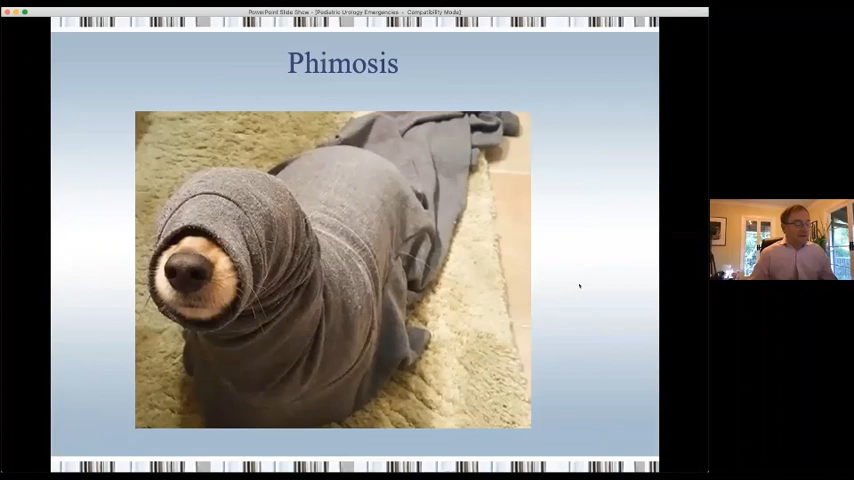 PowerPoint Slide Show - [Pediatric Urology Emergencies - Compatibility Mode]
Phimosis